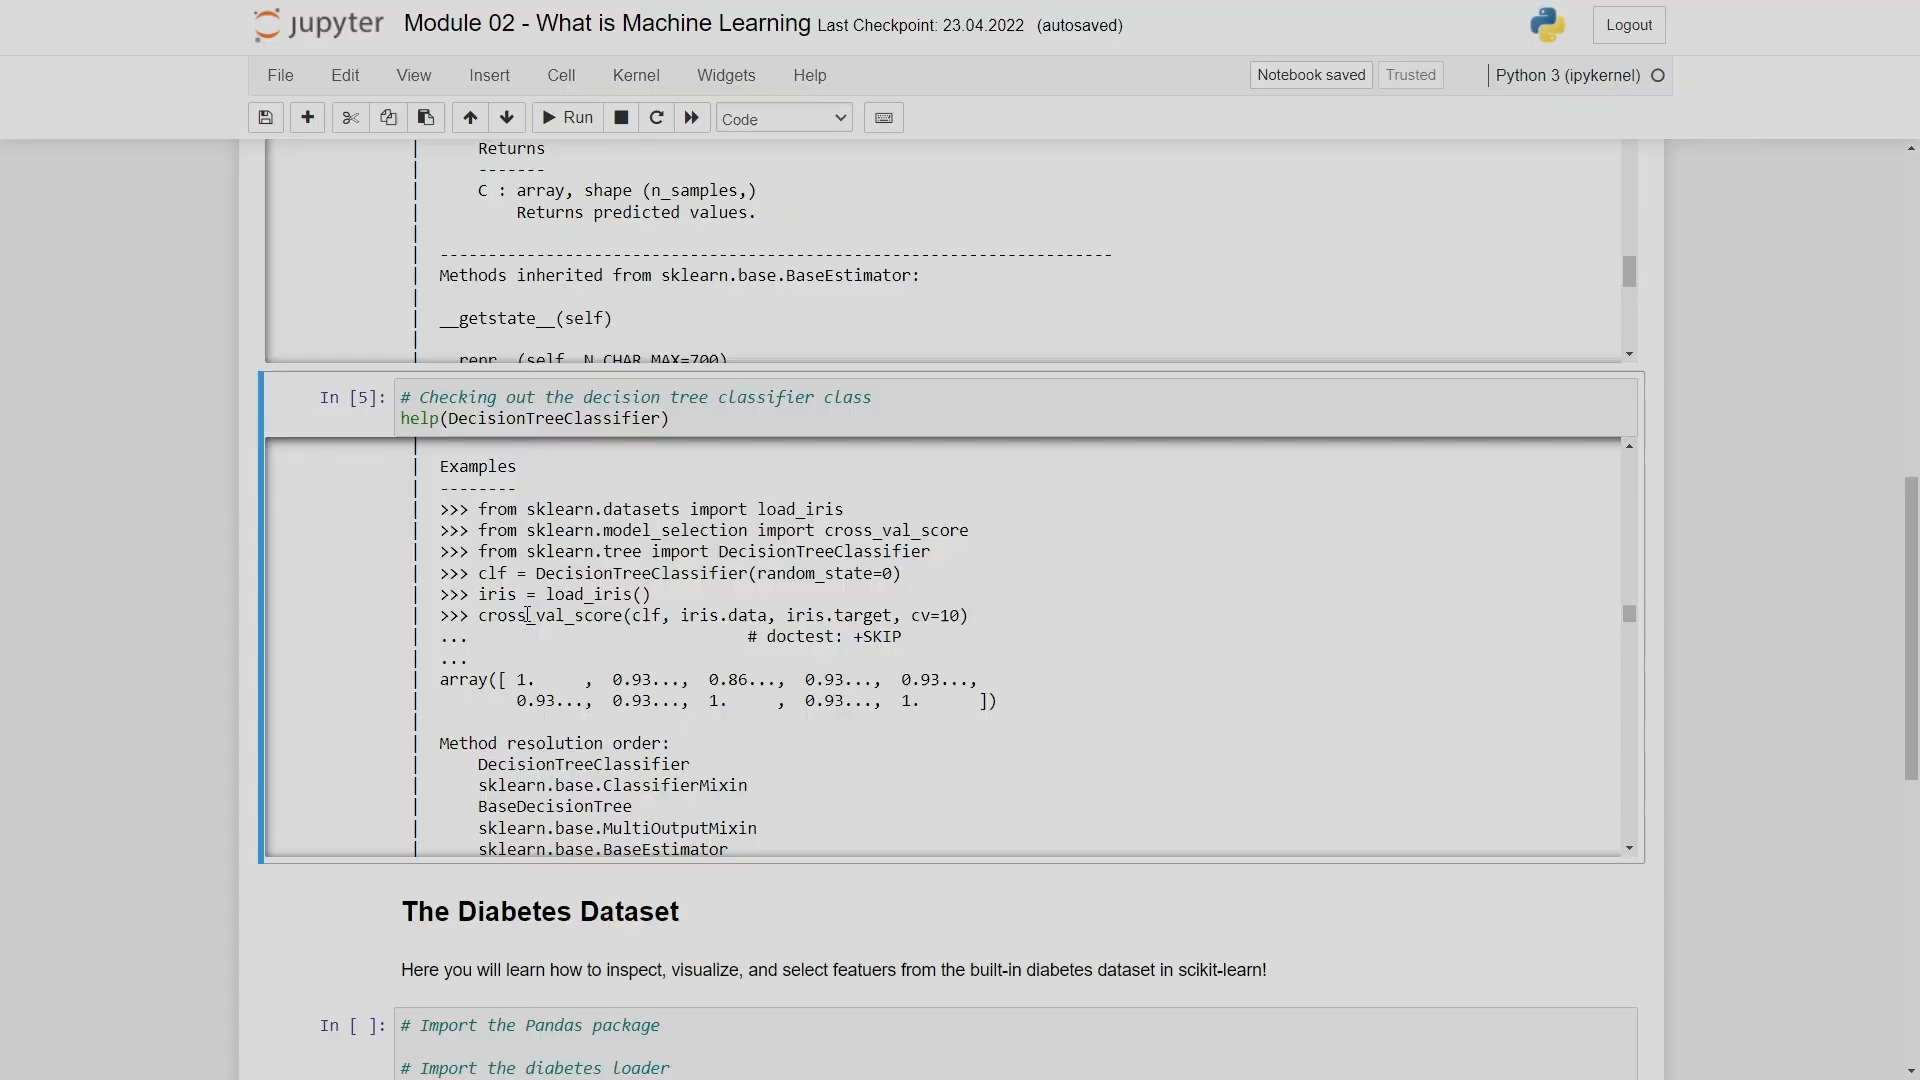 jupyter Module 02 - What is Machine Learning Last Checkpoint: 23.04.2022 (autosaved) Logout
File Edit View Insert Cell Kernel Widgets Help Notebook saved Trusted Python 3 (ipykernel)
Run Code
| Returns
| -------
| C : array, shape (n_samples,)
| Returns predicted values.
|
| ----------------------------------------------------------------------
| Methods inherited from sklearn.base.BaseEstimator:
|
| __getstate__(self)
|
| __repr__(self, N_CHAR_MAX=700)
In [5]: # Checking out the decision tree classifier class
help(DecisionTreeClassifier)
|
| Examples
| --------
| >>> from sklearn.datasets import load_iris
| >>> from sklearn.model_selection import cross_val_score
| >>> from sklearn.tree import DecisionTreeClassifier
| >>> clf = DecisionTreeClassifier(random_state=0)
| >>> iris = load_iris()
| >>> cross_val_score(clf, iris.data, iris.target, cv=10)
| ... # doctest: +SKIP
| ...
| array([ 1. , 0.93..., 0.86..., 0.93..., 0.93...,
| 0.93..., 0.93..., 1. , 0.93..., 1. ])
|
| Method resolution order:
| DecisionTreeClassifier
| sklearn.base.ClassifierMixin
| BaseDecisionTree
| sklearn.base.MultiOutputMixin
| sklearn.base.BaseEstimator
The Diabetes Dataset
Here you will learn how to inspect, visualize, and select featuers from the built-in diabetes dataset in scikit-learn!
In [ ]: # Import the Pandas package
# Import the diabetes loader